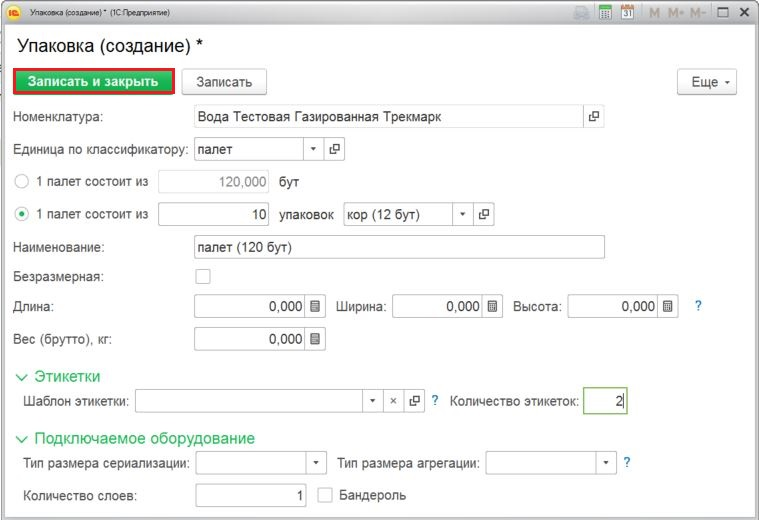 Упаковка (создание) * (1С:Предприятие)
31 M M+ M-
Упаковка (создание) *
Записать и закрыть Записать Еще
Номенклатура: Вода Тестовая Газированная Трекмарк
Единица по классификатору: палет
1 палет состоит из 120,000 бут
1 палет состоит из 10 упаковок кор (12 бут)
Наименование: палет (120 бут)
Безразмерная:
Длина: 0,000 Ширина: 0,000 Высота: 0,000 ?
Вес (брутто), кг: 0,000
Этикетки
Шаблон этикетки: × ? Количество этикеток: 2
Подключаемое оборудование
Тип размера сериализации: Тип размера агрегации: ?
Количество слоев: 1 Бандероль